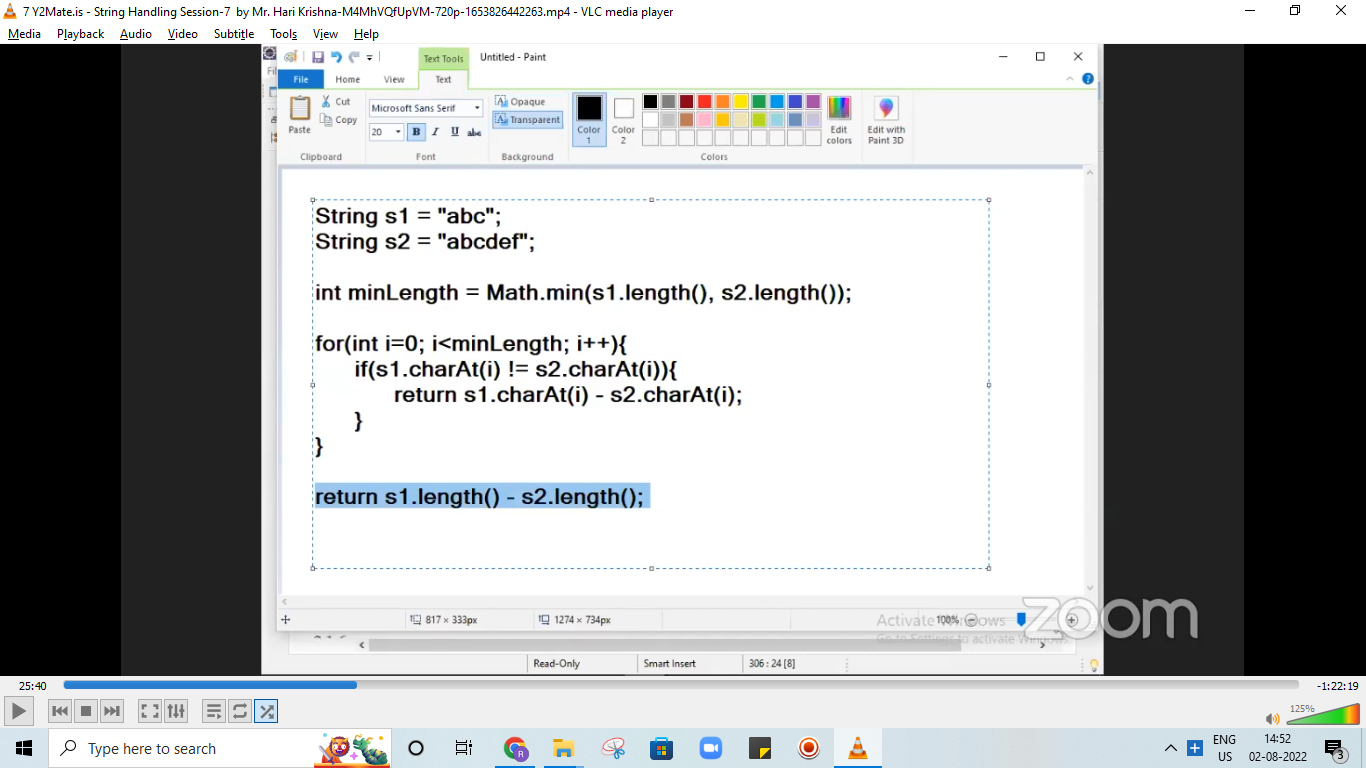 7 Y2Mate.is - String Handling Session-7  by Mr. Hari Krishna-M4MhVQfUpVM-720p-1653826442263.mp4 - VLC media player
Media Playback Audio Video Subtitle Tools View Help
Text Tools Untitled - Paint
File Home View Text
Paste Cut Copy
Microsoft Sans Serif
20 B I U abc
Opaque
Transparent
Color 1 Color 2
Edit colors
Edit with Paint 3D
Clipboard Font Background Colors
String s1 = "abc";
String s2 = "abcdef";
int minLength = Math.min(s1.length(), s2.length());
for(int i=0; i<minLength; i++){
if(s1.charAt(i) != s2.charAt(i)){
return s1.charAt(i) - s2.charAt(i);
}
}
return s1.length() - s2.length();
817 × 333px 1274 × 734px 100%
Activate Windows
Go to Settings to activate Windows.
zoom
Read-Only Smart Insert 306 : 24 [8]
25:40 -1:22:19
125%
Type here to search
ENG US
14:52
02-08-2022
3